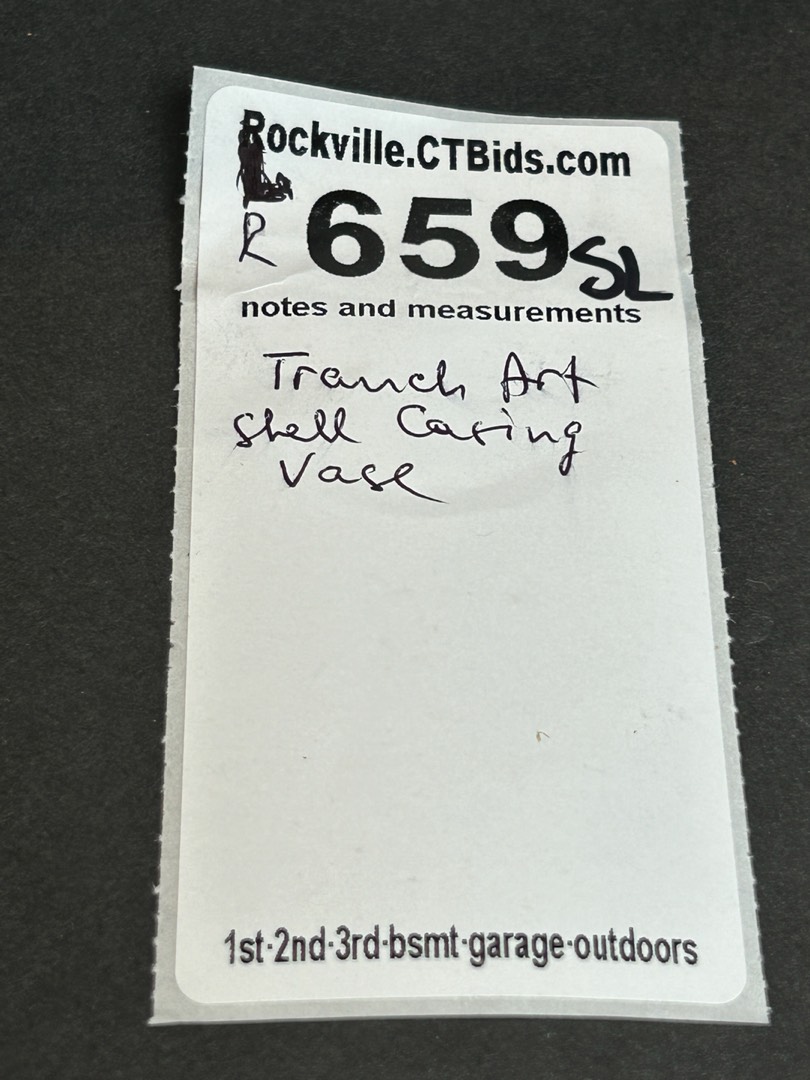 Rockville.CTBids.com
R 659 SL
notes and measurements
Tranch Art
Shell Casing
Vase
1st·2nd·3rd·bsmt·garage·outdoors